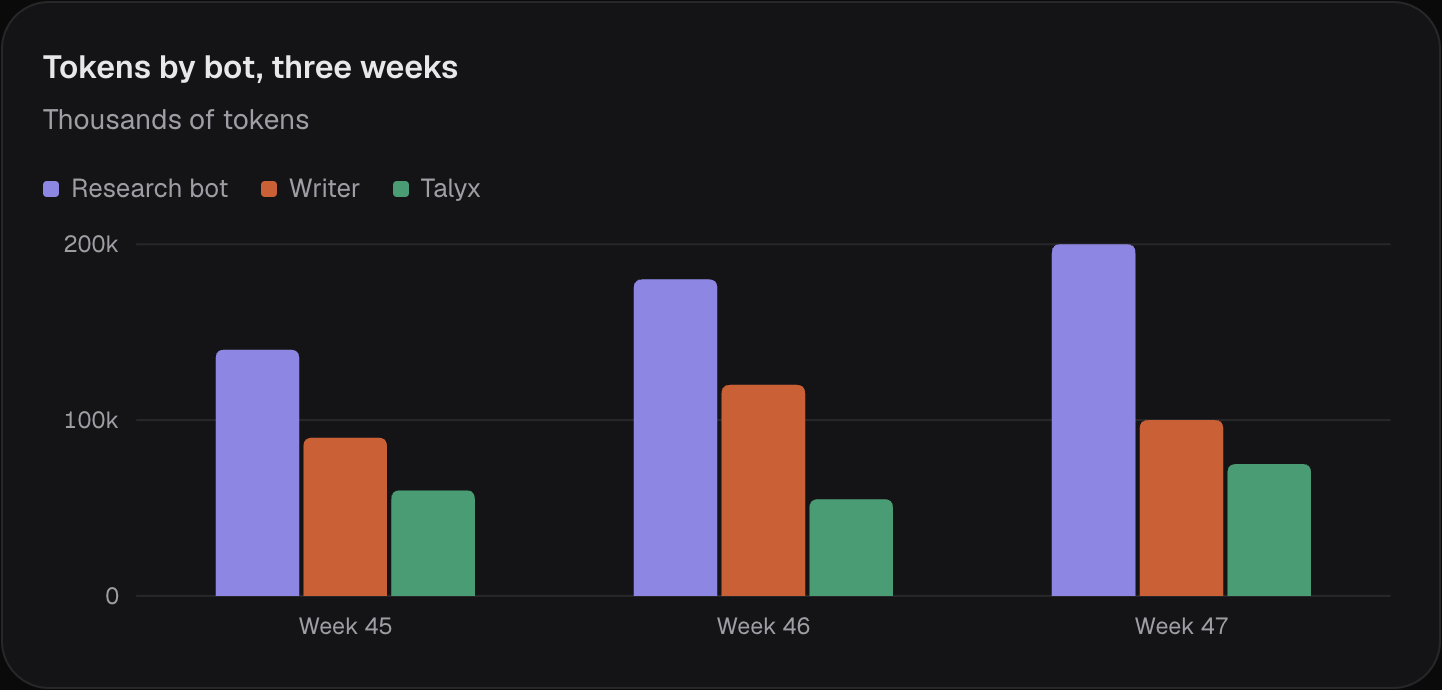 Tokens by bot, three weeks
Thousands of tokens
Research bot Writer Talyx
200k
100k
0
Week 45 Week 46 Week 47